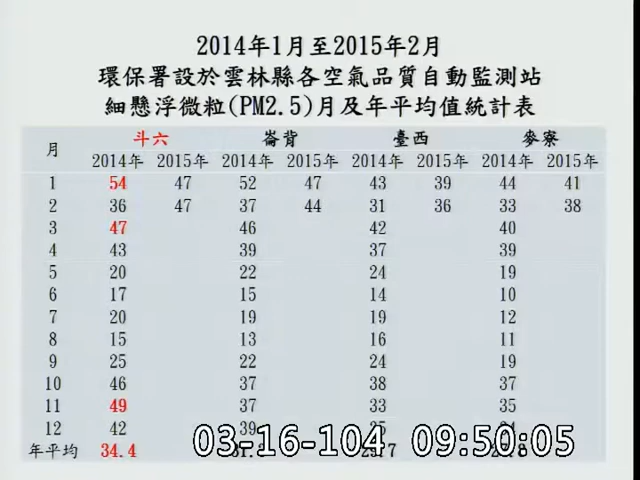 2014年1月至2015年2月
環保署設於雲林縣各空氣品質自動監測站
細懸浮微粒(PM2.5)月及年平均值統計表
月 斗六 崙背 臺西 麥寮
2014年 2015年 2014年 2015年 2014年 2015年 2014年 2015年
1 54 47 52 47 43 39 44 41
2 36 47 37 44 31 36 33 38
3 47 46 42 40
4 43 39 37 39
5 20 22 24 19
6 17 15 14 10
7 20 19 19 12
8 15 13 16 11
9 25 22 24 19
10 46 37 38 37
11 49 37 33 35
12 42 39
年平均 34.4
03-16-104 09:50:05